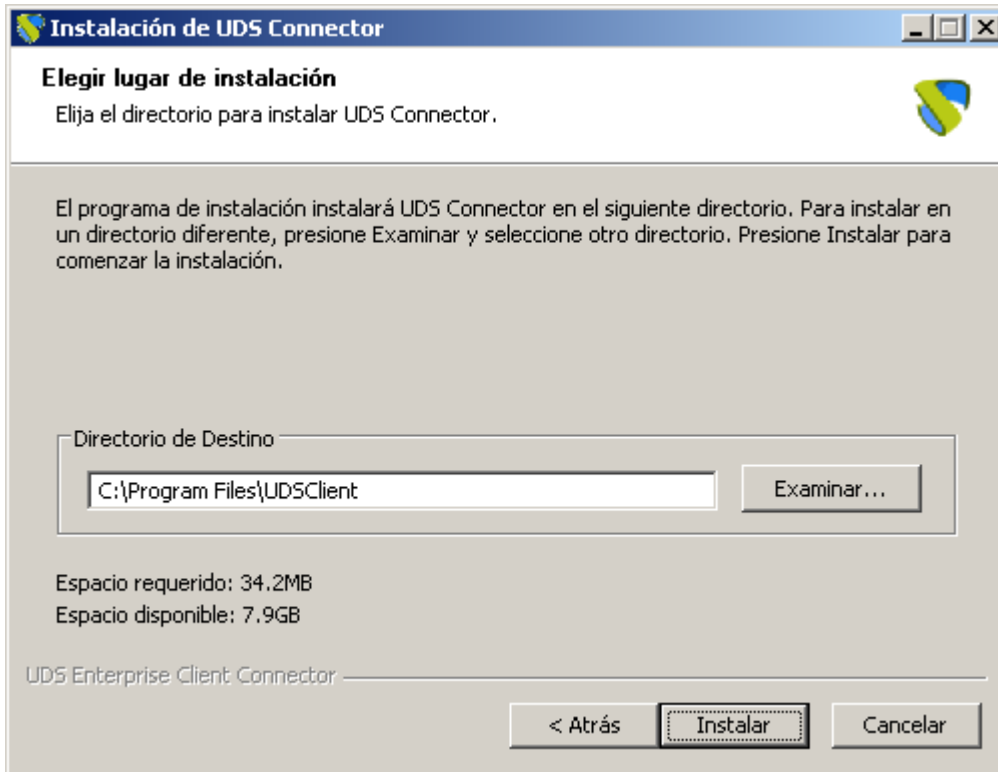 Instalación de UDS Connector
Elegir lugar de instalación
Elija el directorio para instalar UDS Connector.
El programa de instalación instalará UDS Connector en el siguiente directorio. Para instalar en
un directorio diferente, presione Examinar y seleccione otro directorio. Presione Instalar para
comenzar la instalación.
Directorio de Destino
C:\Program Files\UDSClient
Examinar...
Espacio requerido: 34.2MB
Espacio disponible: 7.9GB
UDS Enterprise Client Connector
< Atrás
Instalar
Cancelar